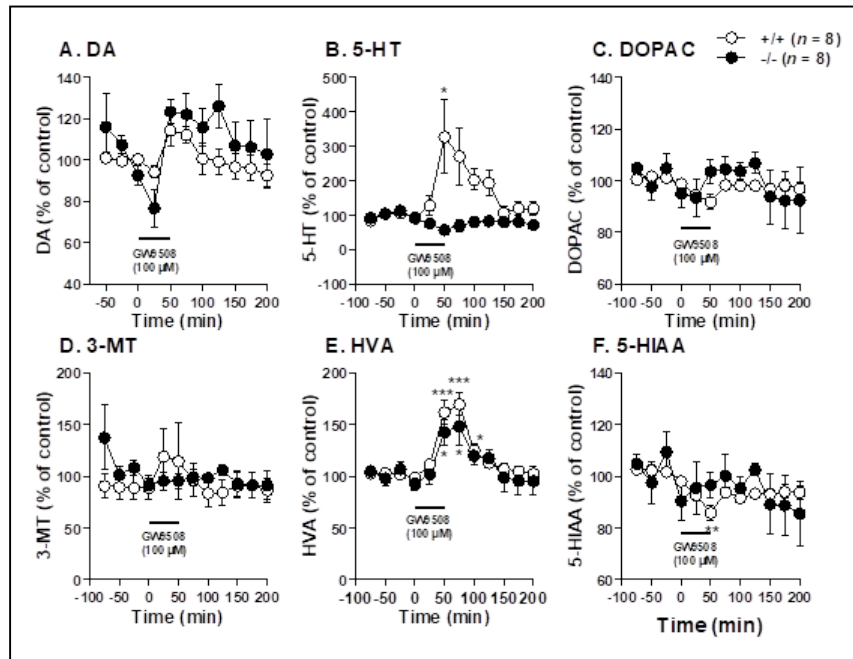 A. DA
B. 5-HT
C. DOPAC
+/+ (n = 8)
-/- (n = 8)
DA (% of control)
140
120
100
80
60
40
GW9508
(100 µM)
-50 0 50 100 150 200
Time (min)
5-HT (% of control)
500
400
300
200
100
0
-100
*
GW9508
(100 µM)
-100 -50 0 50 100 150 200
Time (min)
DOPAC (% of control)
140
120
100
80
60
GW9508
(100 µM)
-100 -50 0 50 100 150 200
Time (min)
D. 3-MT
E. HVA
F. 5-HIAA
3-MT (% of control)
200
150
100
50
0
GW9508
(100 µM)
-100 -50 0 50 100 150 200
Time (min)
HVA (% of control)
200
150
100
50
0
***
***
*
*
*
GW9508
(100 µM)
-100 -50 0 50 100 150 200
Time (min)
5-HIAA (% of control)
140
120
100
80
60
**
GW9508
(100 µM)
-100 -50 0 50 100 150 200
Time (min)